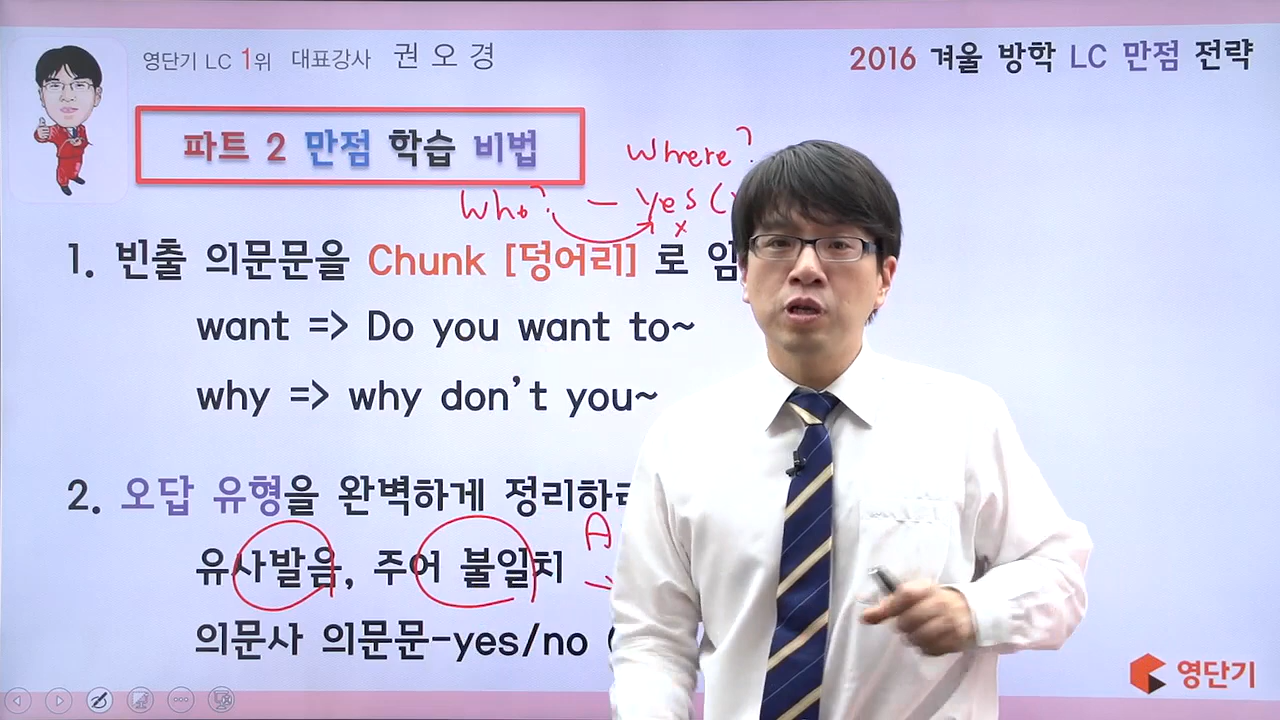 영단기 LC 1위 대표강사 권 오 경
2016 겨울 방학 LC 만점 전략
파트 2 만점 학습 비법
Where?
Who? - yes (
x
1. 빈출 의문문을 Chunk [덩어리] 로 암
want => Do you want to~
why => why don't you~
2. 오답 유형을 완벽하게 정리하
A
유사발음, 주어 불일치
의문사 의문문-yes/no (
영단기